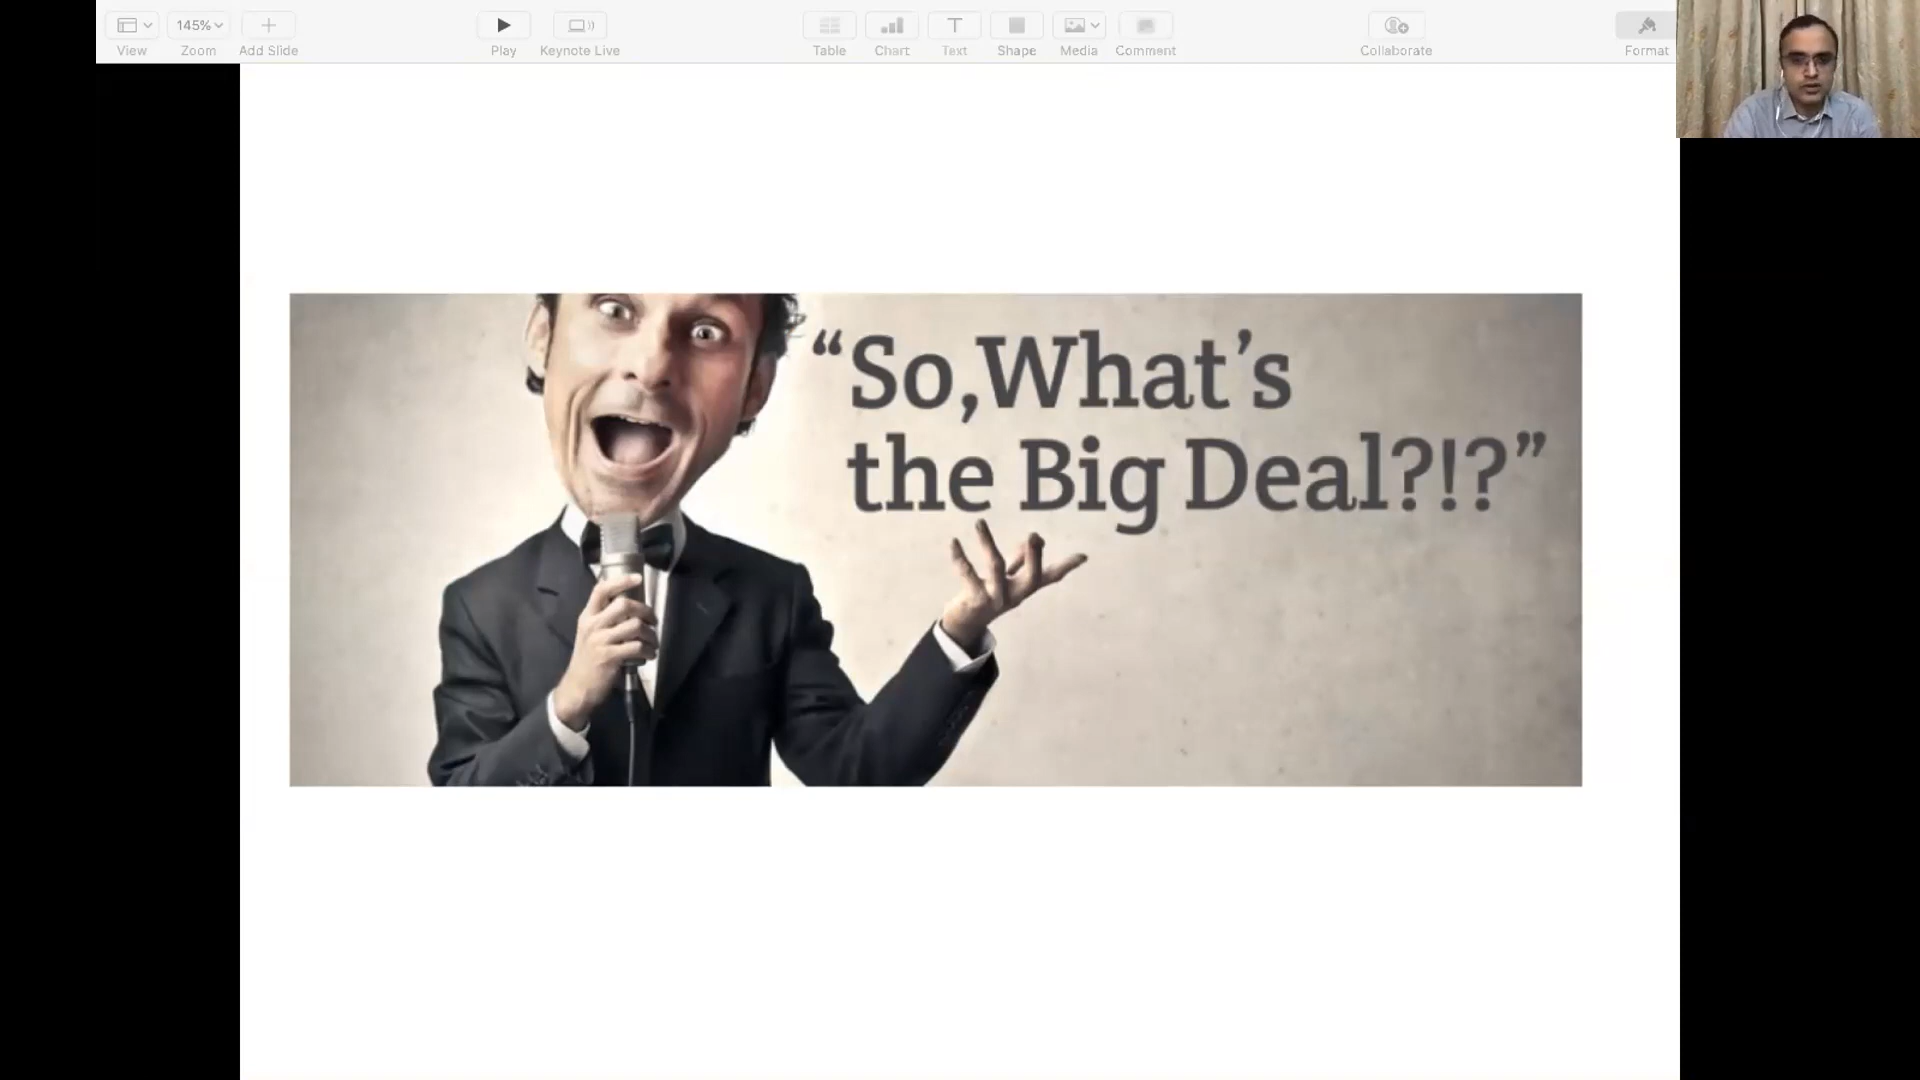 145%
View
Zoom
Add Slide
Play
Keynote Live
Table
Chart
Text
Shape
Media
Comment
Collaborate
Format
“So,What’s
the Big Deal?!?”